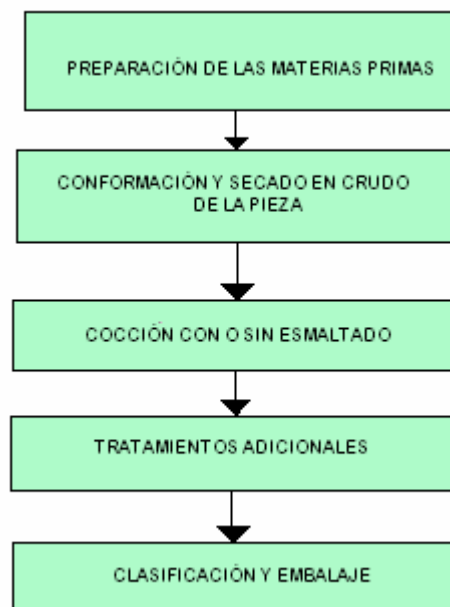 PREPARACIÓN DE LAS MATERIAS PRIMAS
CONFORMACIÓN Y SECADO EN CRUDO
DE LA PIEZA
COCCIÓN CON O SIN ESMALTADO
TRATAMIENTOS ADICIONALES
CLASIFICACIÓN Y EMBALAJE